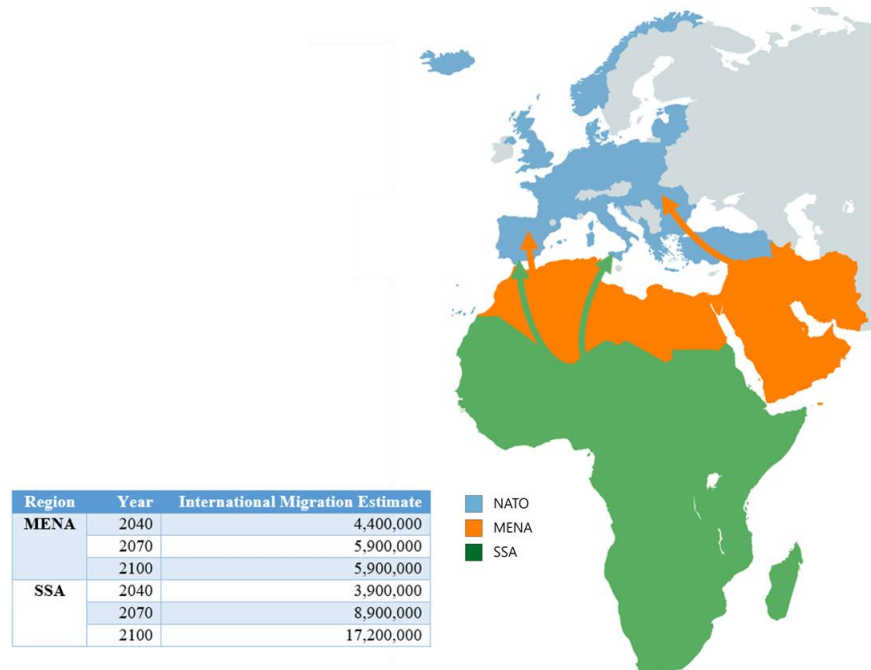 Region Year International Migration Estimate
MENA 2040 4,400,000
2070 5,900,000
2100 5,900,000
SSA 2040 3,900,000
2070 8,900,000
2100 17,200,000
NATO
MENA
SSA